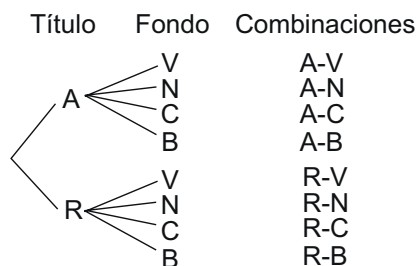 Título Fondo Combinaciones
V A-V
A N A-N
C A-C
B A-B
V R-V
R N R-N
C R-C
B R-B